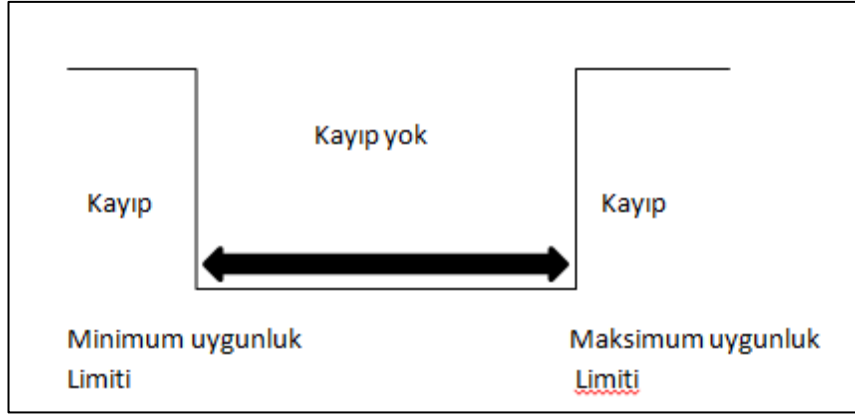 Kayıp yok
Kayıp
Kayıp
Minimum uygunluk
Limiti
Maksimum uygunluk
Limiti